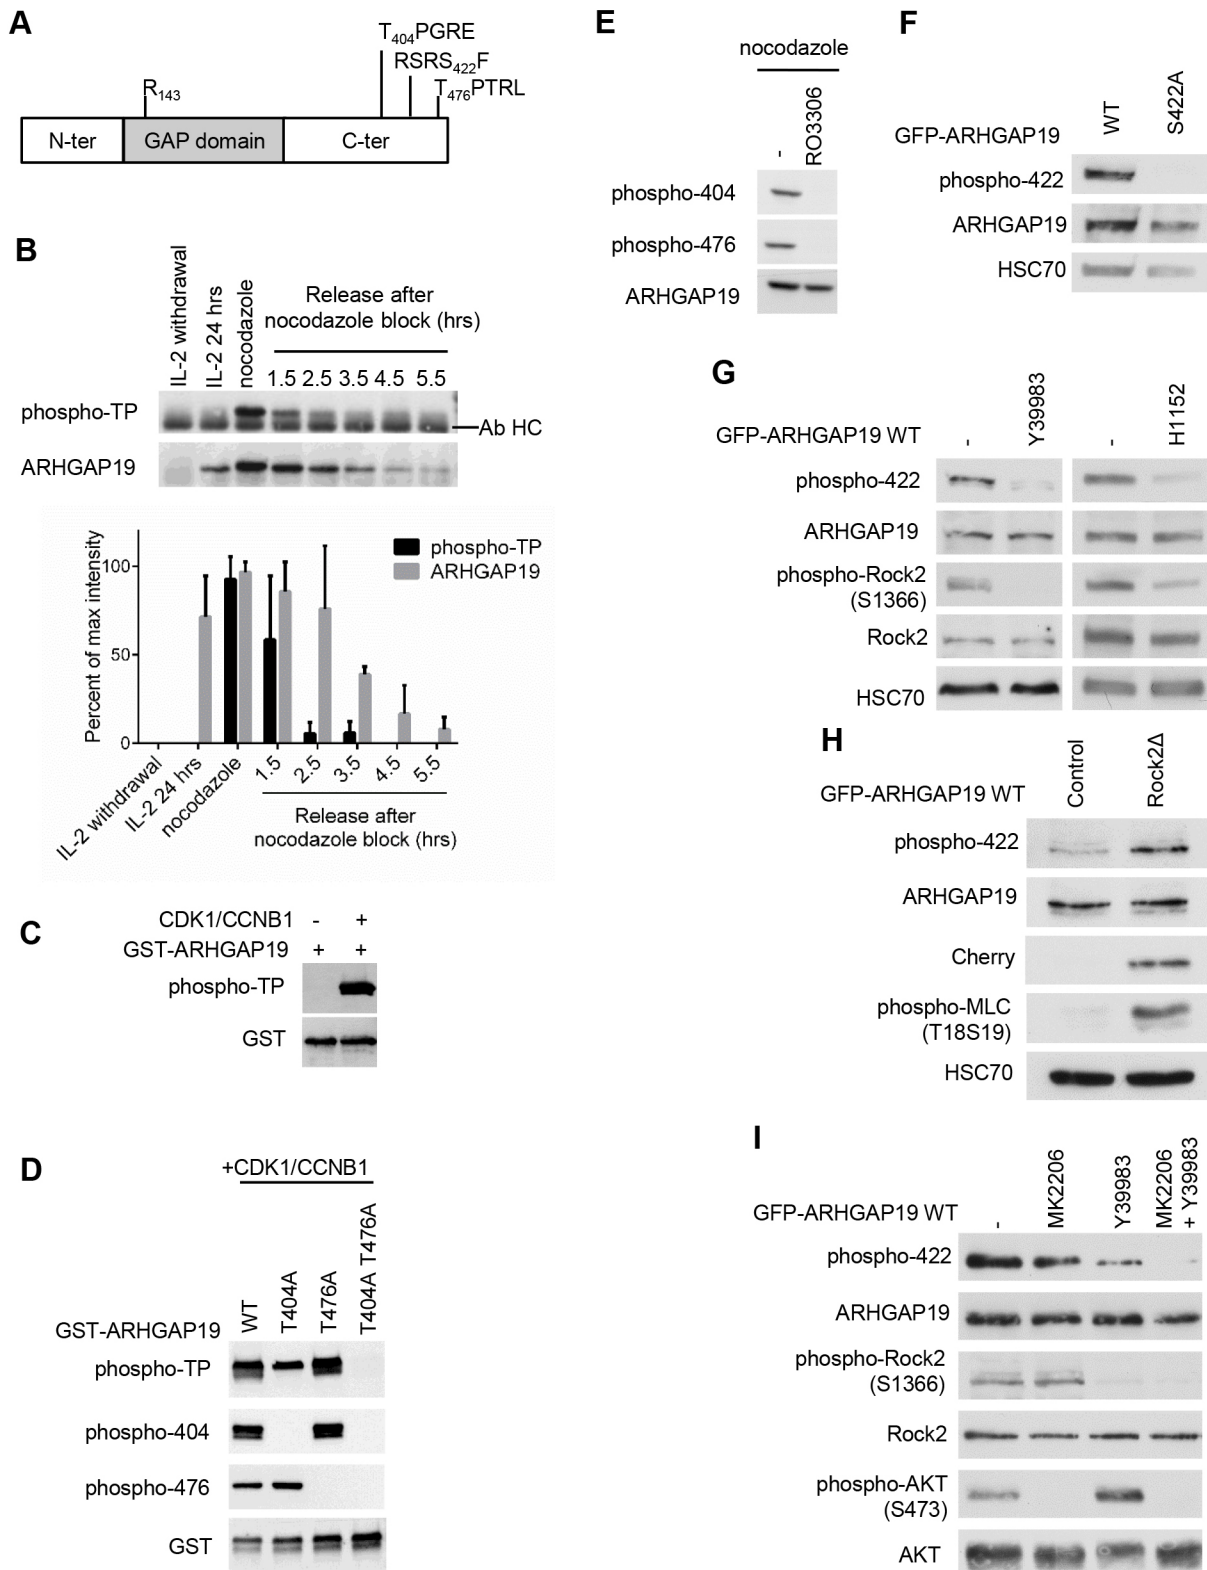 A
T404PGRE
RSRS422F
R143
T476PTRL
N-ter
GAP domain
C-ter
B
IL-2 withdrawal
IL-2 24 hrs
nocodazole
Release after
nocodazole block (hrs)
1.5 2.5 3.5 4.5 5.5
phospho-TP
Ab HC
ARHGAP19
Percent of max intensity
100
50
0
phospho-TP
ARHGAP19
IL-2 withdrawal
IL-2 24 hrs
nocodazole
1.5
2.5
3.5
4.5
5.5
Release after
nocodazole block (hrs)
C
CDK1/CCNB1 - +
GST-ARHGAP19 + +
phospho-TP
GST
D
+CDK1/CCNB1
GST-ARHGAP19
WT
T404A
T476A
T404A T476A
phospho-TP
phospho-404
phospho-476
GST
E
nocodazole
-
RO3306
phospho-404
phospho-476
ARHGAP19
F
GFP-ARHGAP19
WT
S422A
phospho-422
ARHGAP19
HSC70
G
GFP-ARHGAP19 WT
-
Y39983
-
H1152
phospho-422
ARHGAP19
phospho-Rock2
(S1366)
Rock2
HSC70
H
GFP-ARHGAP19 WT
Control
Rock2Δ
phospho-422
ARHGAP19
Cherry
phospho-MLC
(T18S19)
HSC70
I
GFP-ARHGAP19 WT
-
MK2206
Y39983
MK2206
+ Y39983
phospho-422
ARHGAP19
phospho-Rock2
(S1366)
Rock2
phospho-AKT
(S473)
AKT